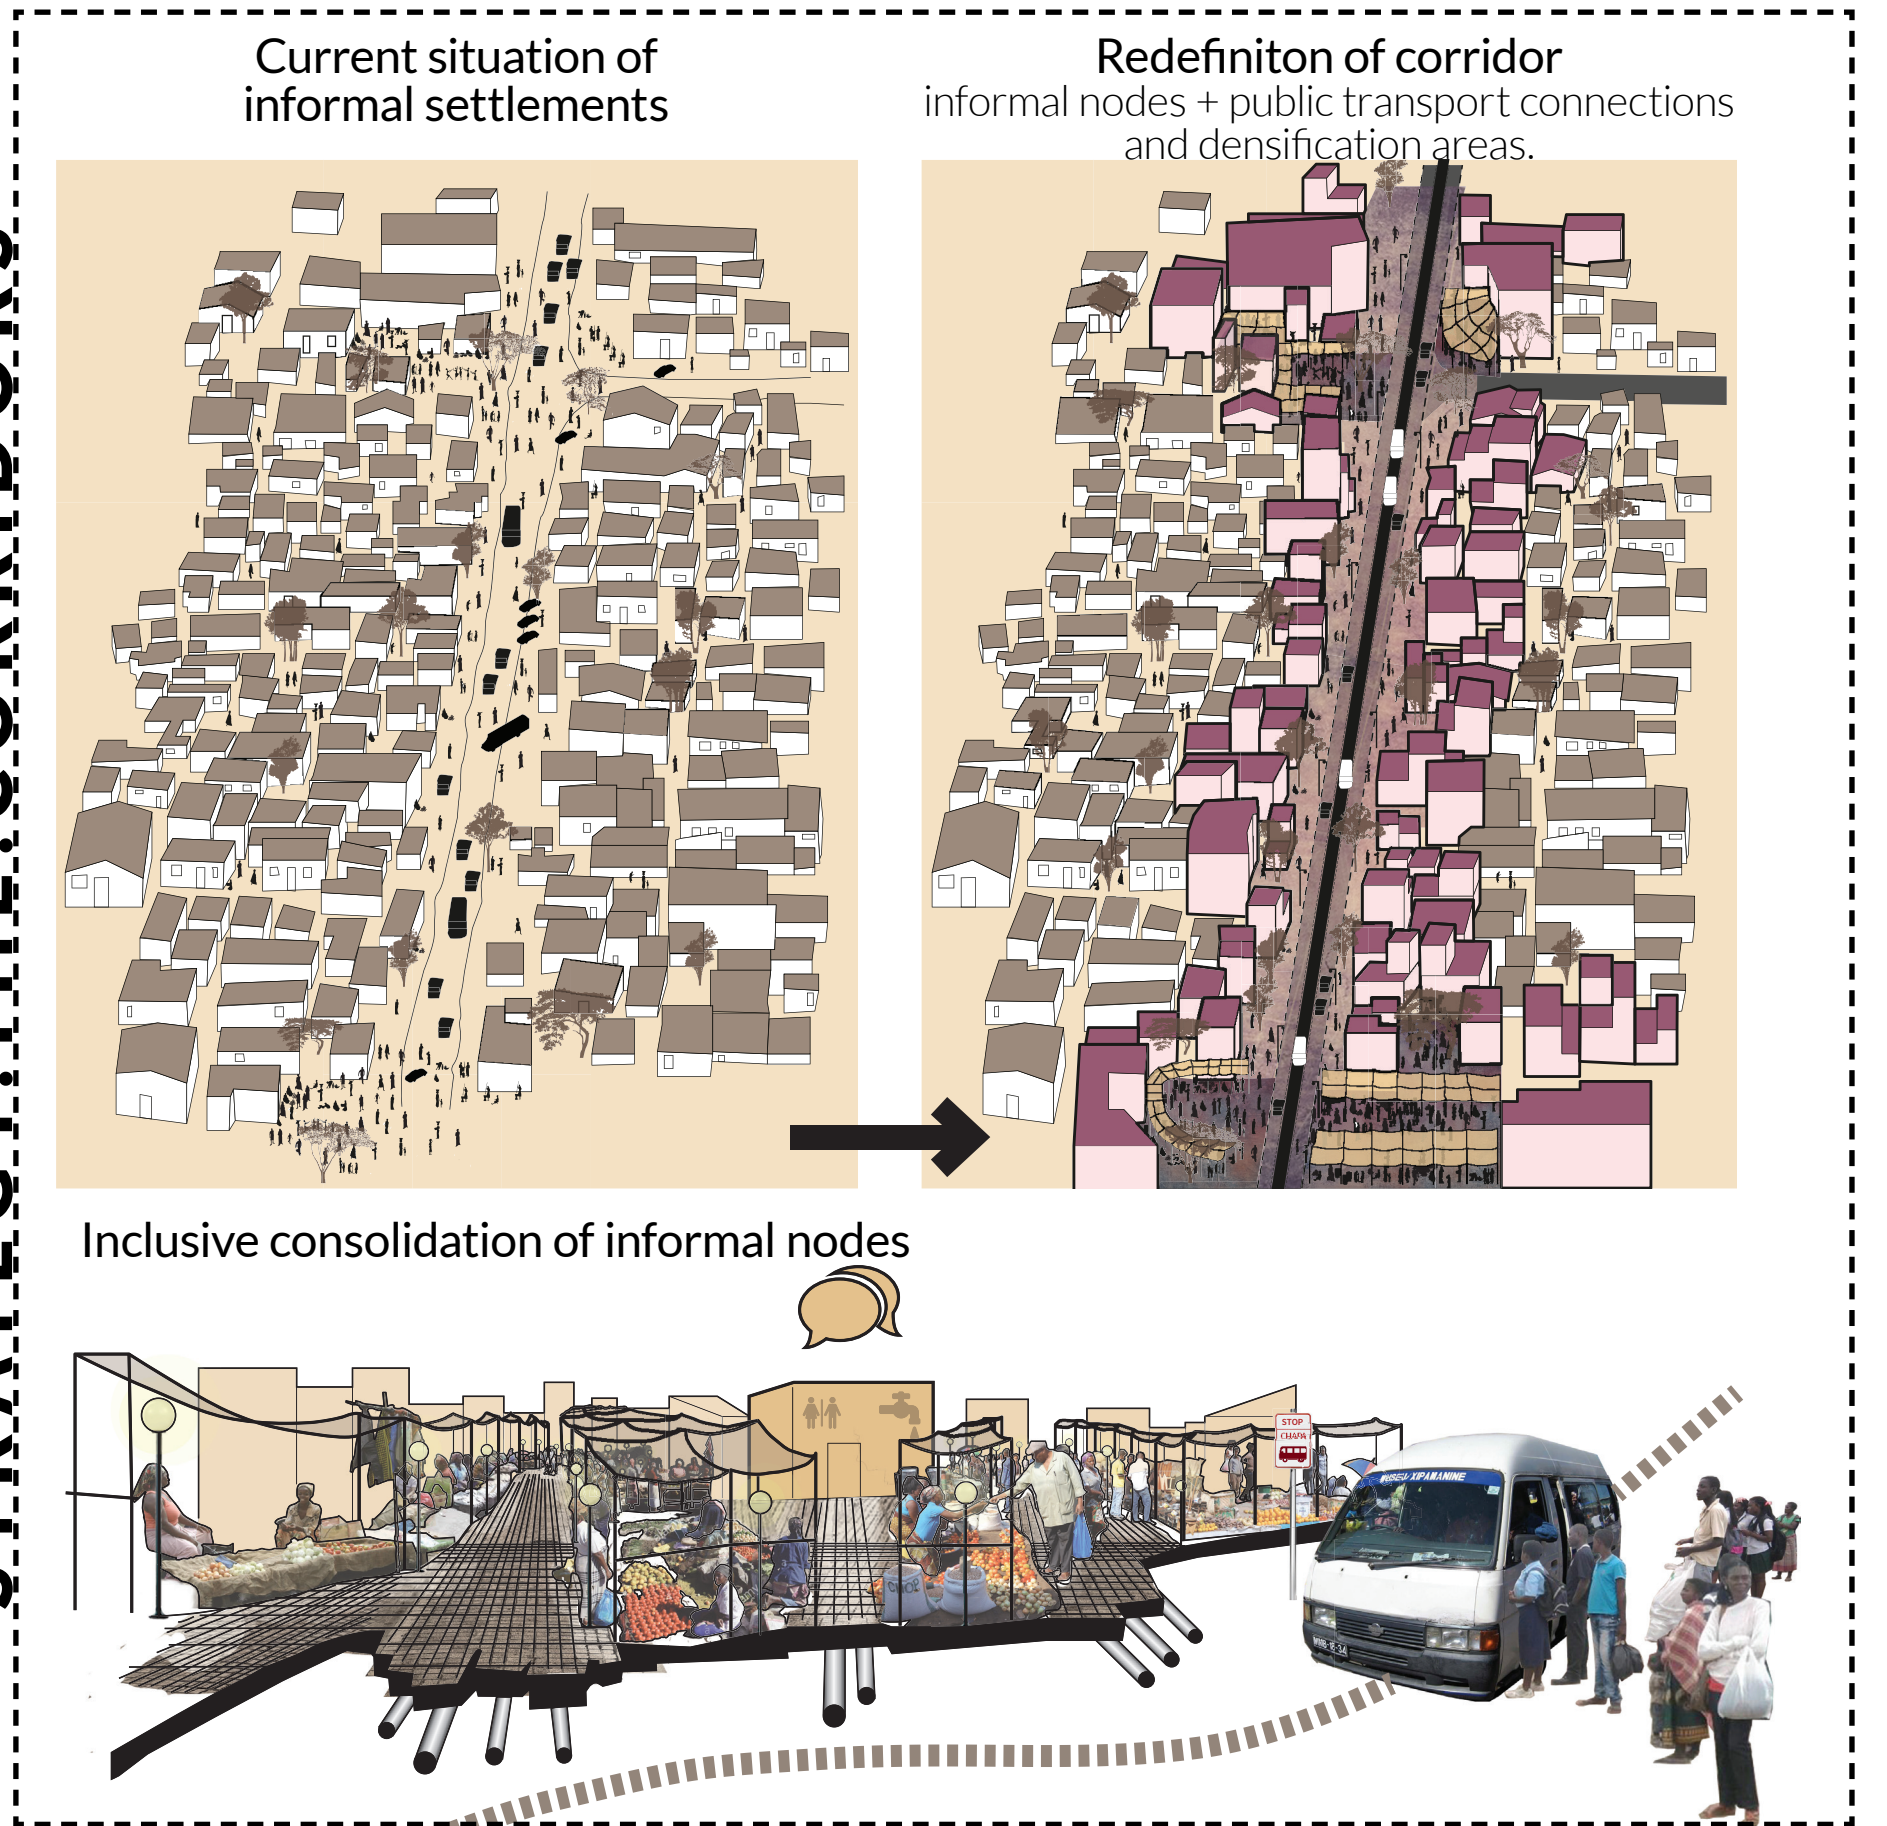 Current situation of
informal settlements
Redefiniton of corridor
informal nodes + public transport connections
and densification areas.
Inclusive consolidation of informal nodes
STOP
CHAPA